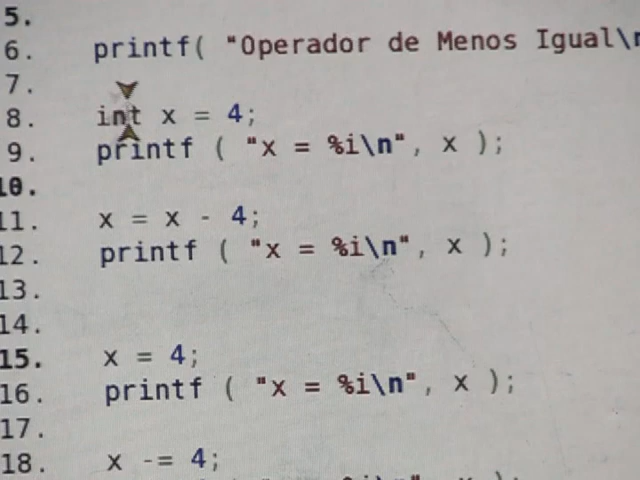 5.
6. printf( "Operador de Menos Igual\n
7.
8. int x = 4;
9. printf ( "x = %i\n", x );
10.
11. x = x - 4;
12. printf ( "x = %i\n", x );
13.
14.
15. x = 4;
16. printf ( "x = %i\n", x );
17.
18. x -= 4;